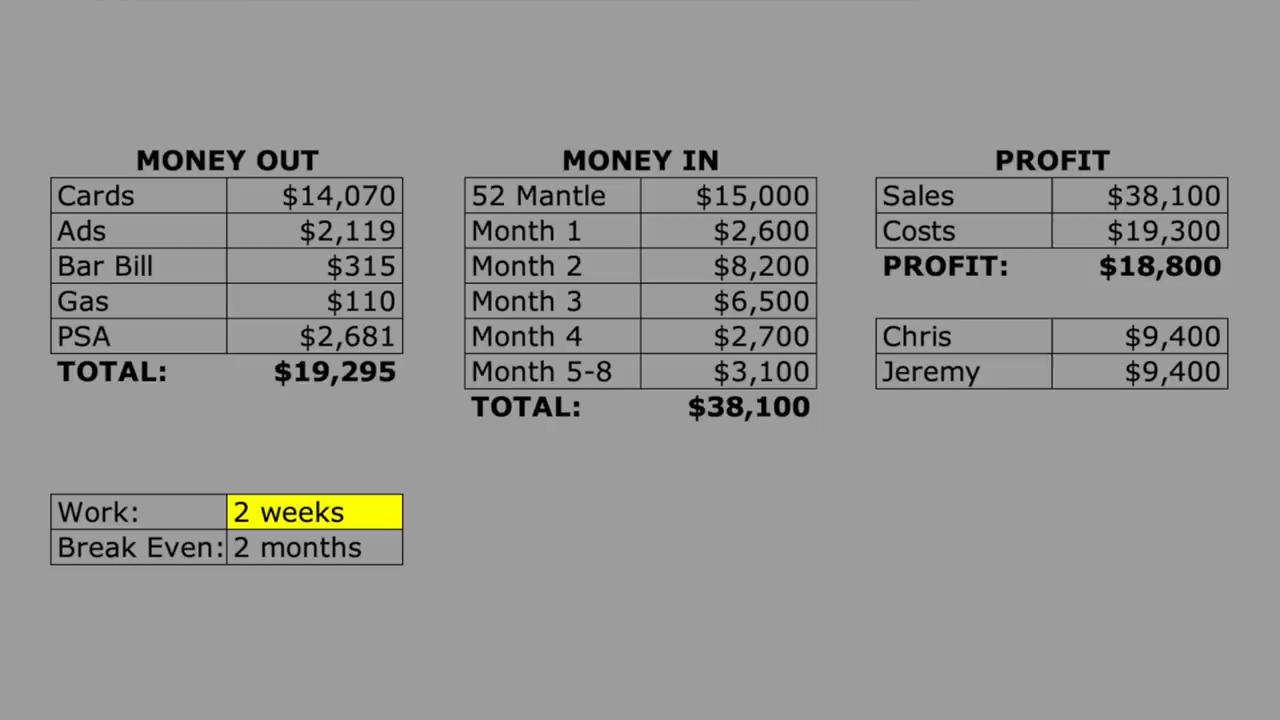 MONEY OUT
Cards $14,070
Ads $2,119
Bar Bill $315
Gas $110
PSA $2,681
TOTAL: $19,295
MONEY IN
52 Mantle $15,000
Month 1 $2,600
Month 2 $8,200
Month 3 $6,500
Month 4 $2,700
Month 5-8 $3,100
TOTAL: $38,100
PROFIT
Sales $38,100
Costs $19,300
PROFIT: $18,800
Chris $9,400
Jeremy $9,400
Work: 2 weeks
Break Even: 2 months